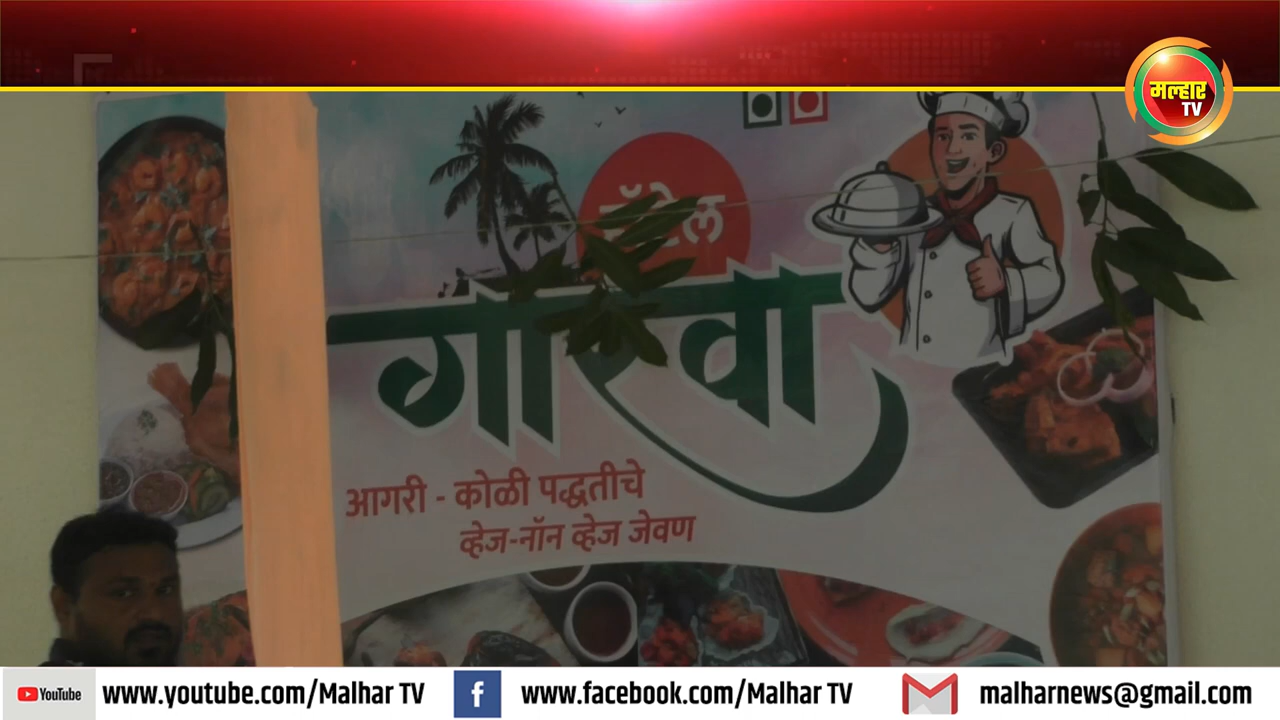 मल्हार
TV
हॉटेल
गारवा
आगरी - कोळी पद्धतीचे
व्हेज-नॉन व्हेज जेवण
YouTube
www.youtube.com/Malhar TV
www.facebook.com/Malhar TV
malharnews@gmail.com